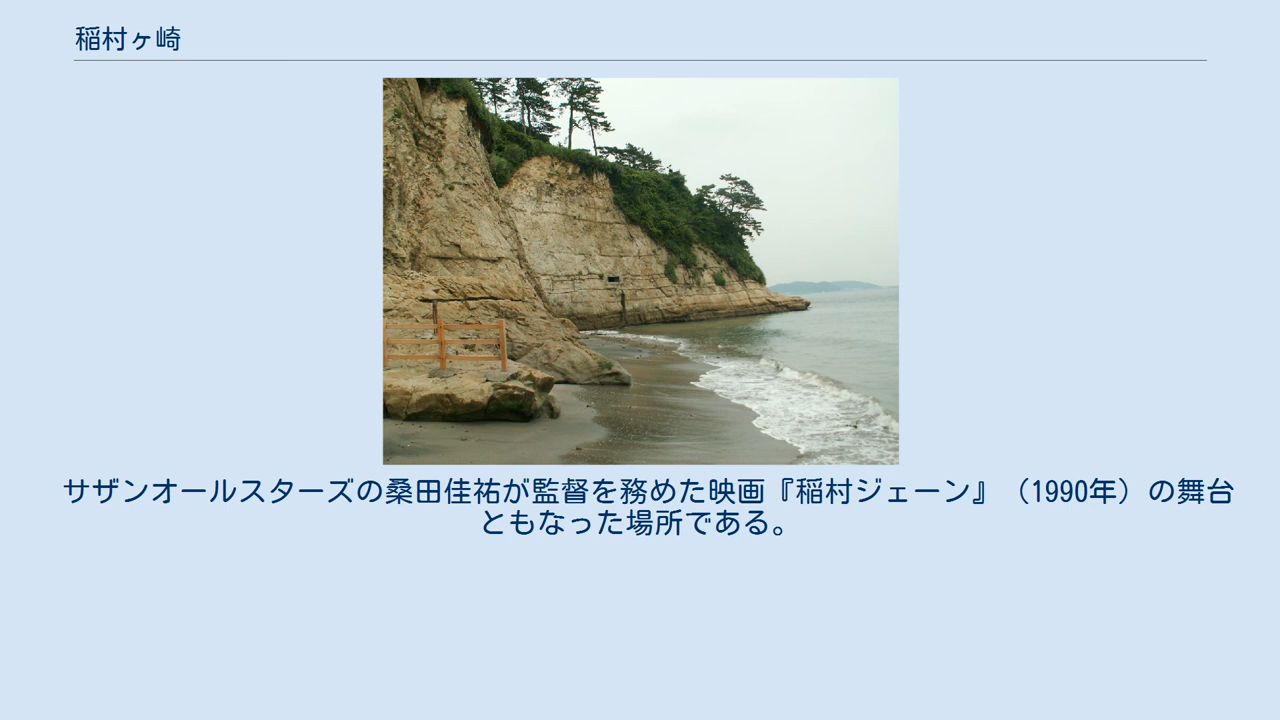 稲村ヶ崎
サザンオールスターズの桑田佳祐が監督を務めた映画『稲村ジェーン』（1990年）の舞台
ともなった場所である。